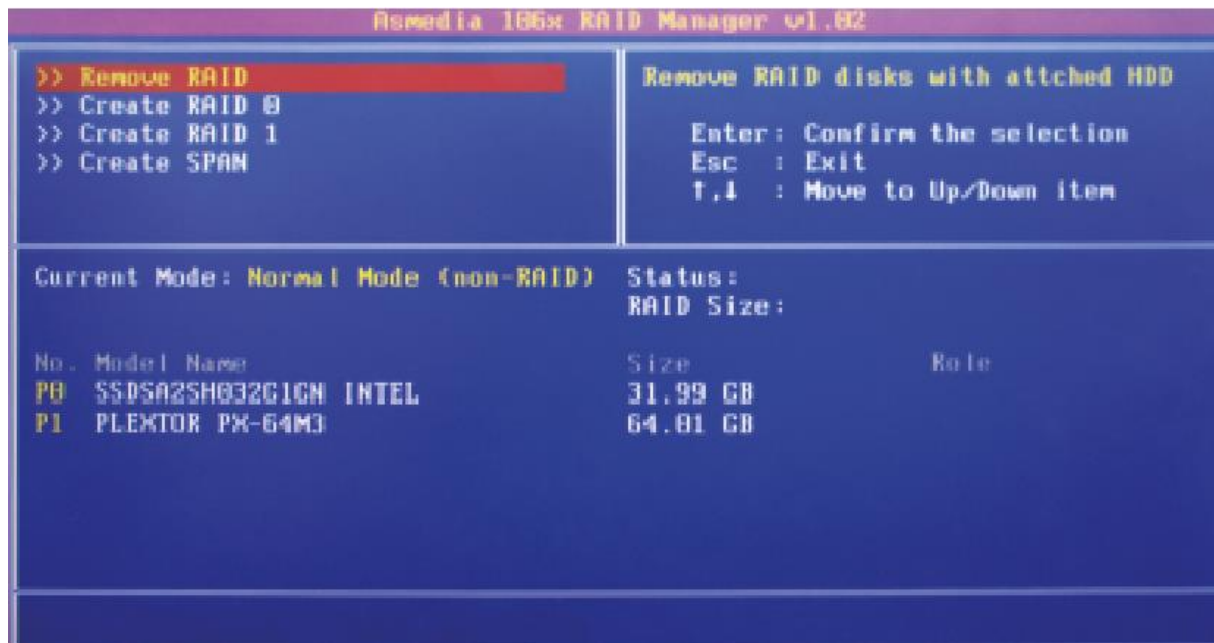 Asmedia 106x RAID Manager v1.02
>> Remove RAID
>> Create RAID 0
>> Create RAID 1
>> Create SPAN
Remove RAID disks with attched HDD
Enter: Confirm the selection
Esc : Exit
↑,↓ : Move to Up/Down item
Current Mode: Normal Mode (non-RAID)
Status:
RAID Size:
No. Model Name Size Role
P0 SSDSA2SH032G1GN INTEL 31.99 GB
P1 PLEXTOR PX-64M3 64.01 GB